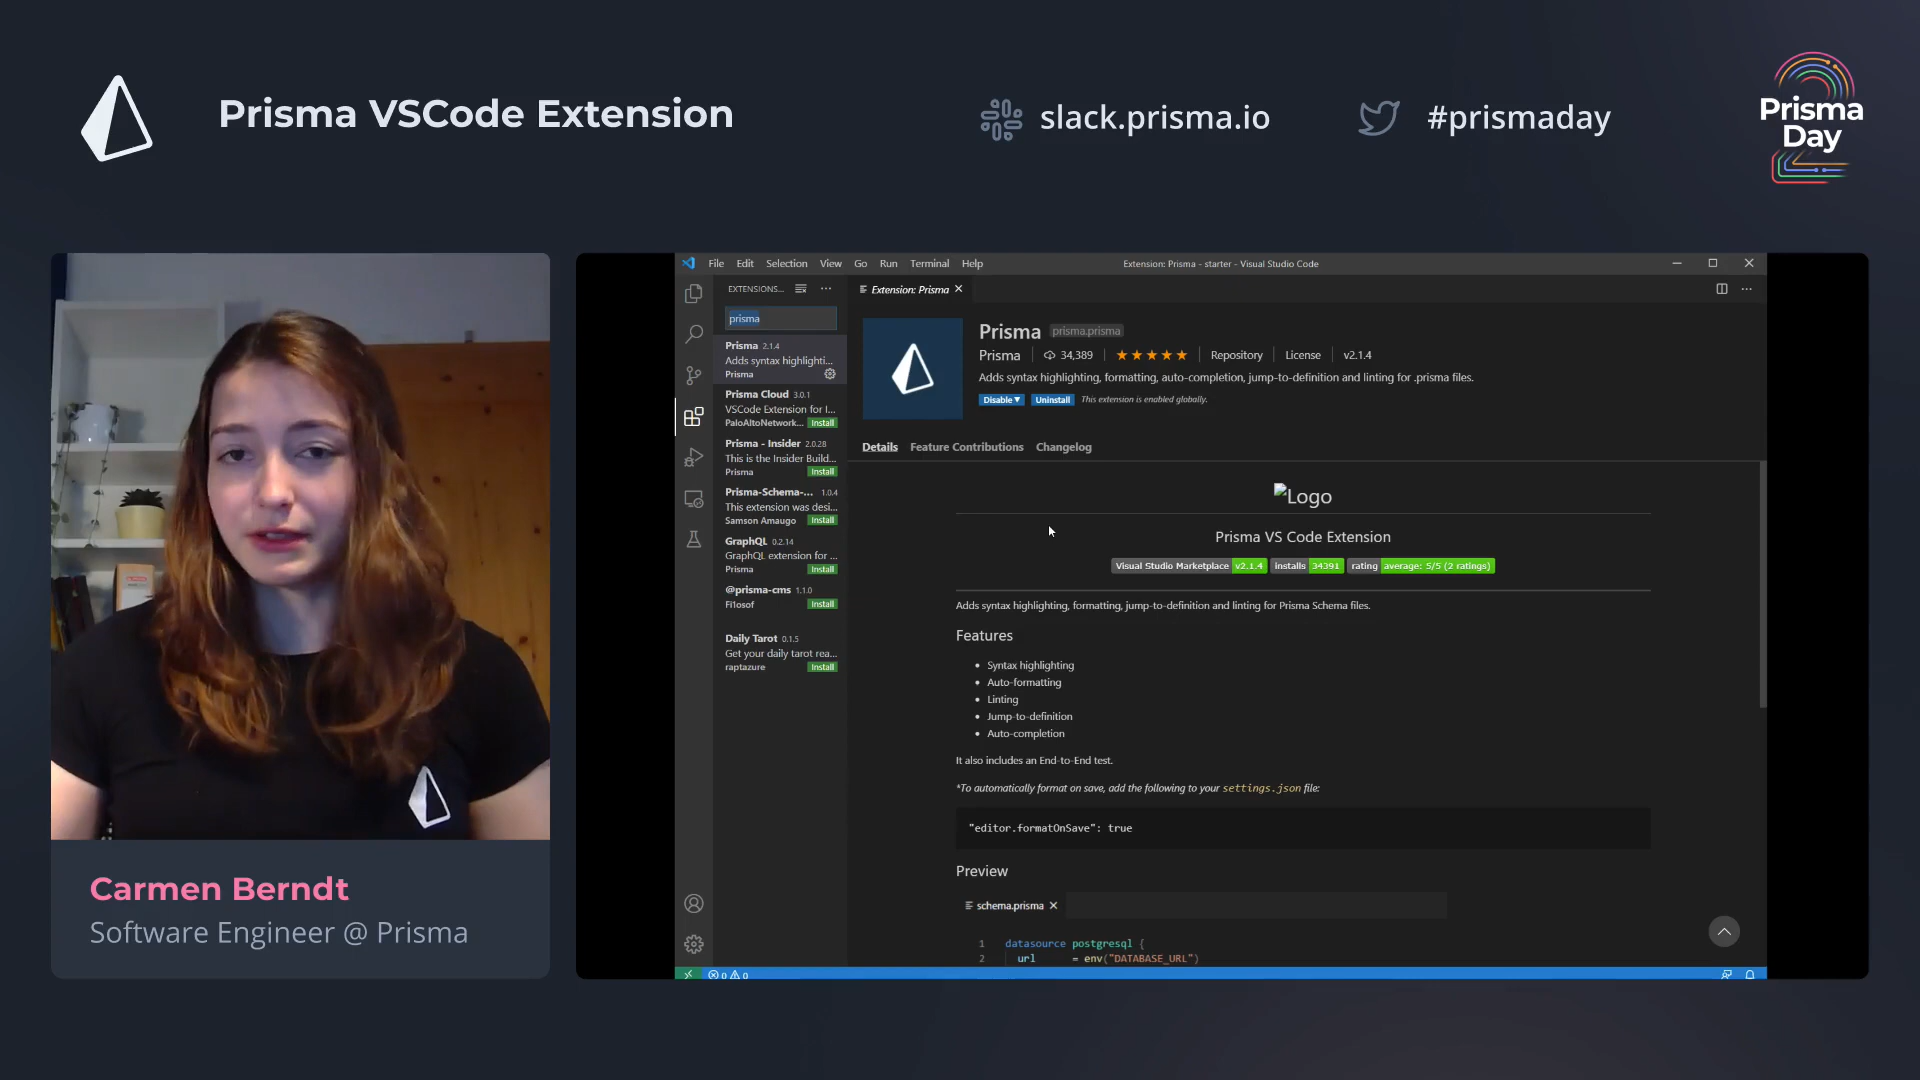 Prisma VSCode Extension
slack.prisma.io
#prismaday
Prisma
Day
Carmen Berndt
Software Engineer @ Prisma
File Edit Selection View Go Run Terminal Help
Extension: Prisma - starter - Visual Studio Code
EXTENSIONS...
prisma
Prisma 2.1.4
Adds syntax highlighti...
Prisma
Prisma Cloud 3.0.1
VSCode Extension for I...
PaloAltoNetwork... Install
Prisma - Insider 2.0.28
This is the Insider Build...
Prisma Install
Prisma-Schema-... 1.0.4
This extension was desi...
Samson Amaugo Install
GraphQL 0.2.14
GraphQL extension for ...
Prisma Install
@prisma-cms 1.1.0
Fi1osof Install
Daily Tarot 0.1.5
Get your daily tarot rea...
raptazure Install
Extension: Prisma
Prisma prisma.prisma
Prisma 34,389 Repository License v2.1.4
Adds syntax highlighting, formatting, auto-completion, jump-to-definition and linting for .prisma files.
Disable Uninstall This extension is enabled globally.
Details Feature Contributions Changelog
Logo
Prisma VS Code Extension
Visual Studio Marketplace v2.1.4 installs 34391 rating average: 5/5 (2 ratings)
Adds syntax highlighting, formatting, jump-to-definition and linting for Prisma Schema files.
Features
• Syntax highlighting
• Auto-formatting
• Linting
• Jump-to-definition
• Auto-completion
It also includes an End-to-End test.
*To automatically format on save, add the following to your settings.json file:
"editor.formatOnSave": true
Preview
schema.prisma
1 datasource postgresql {
2 url = env("DATABASE_URL")
0 0